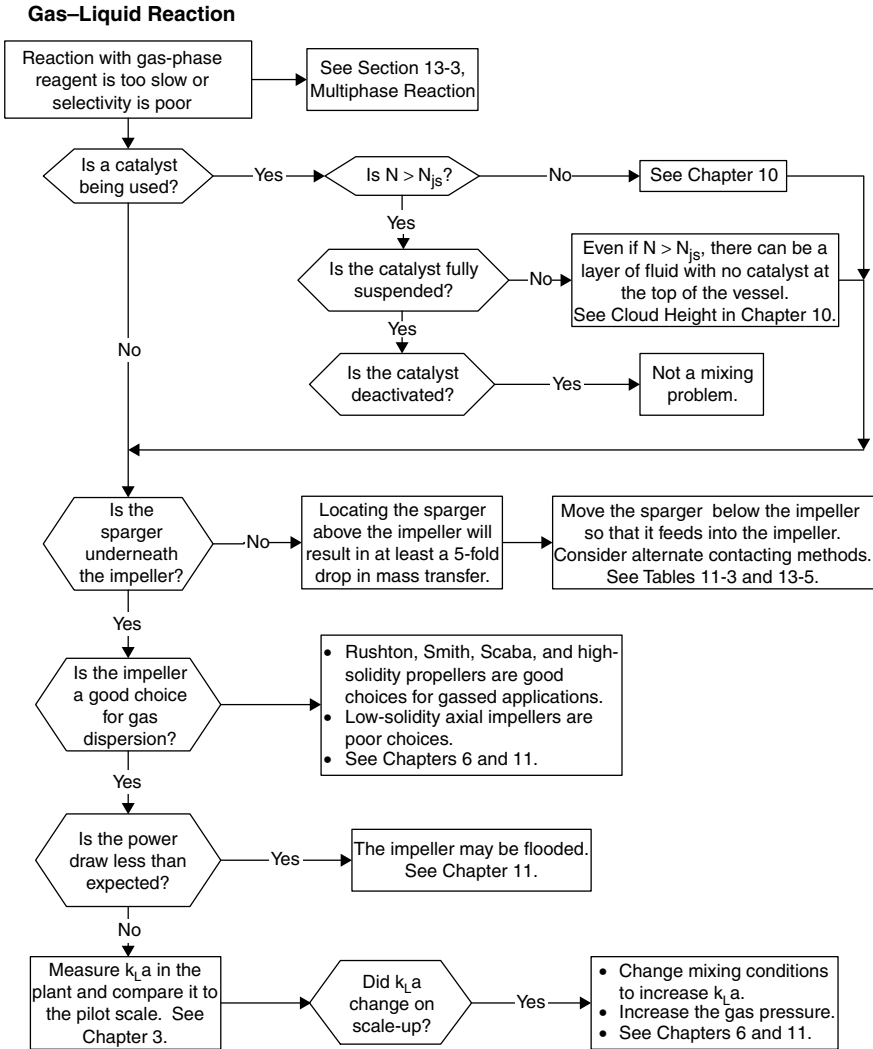 Gas–Liquid Reaction
Reaction with gas-phase
reagent is too slow or
selectivity is poor
See Section 13-3,
Multiphase Reaction
Is a catalyst
being used?
Yes
Is N > Njs?
No
See Chapter 10
Yes
Is the catalyst fully
suspended?
No
Even if N > Njs, there can be a
layer of fluid with no catalyst at
the top of the vessel.
See Cloud Height in Chapter 10.
Yes
No
Is the catalyst
deactivated?
Yes
Not a mixing
problem.
Is the
sparger
underneath
the impeller?
No
Locating the sparger
above the impeller will
result in at least a 5-fold
drop in mass transfer.
Move the sparger below the impeller
so that it feeds into the impeller.
Consider alternate contacting methods.
See Tables 11-3 and 13-5.
Yes
Is the impeller
a good choice
for gas
dispersion?
• Rushton, Smith, Scaba, and high-
solidity propellers are good
choices for gassed applications.
• Low-solidity axial impellers are
poor choices.
• See Chapters 6 and 11.
Yes
Is the power
draw less than
expected?
Yes
The impeller may be flooded.
See Chapter 11.
No
Measure kLa in the
plant and compare it to
the pilot scale. See
Chapter 3.
Did kLa
change on
scale-up?
Yes
• Change mixing conditions
to increase kLa.
• Increase the gas pressure.
• See Chapters 6 and 11.